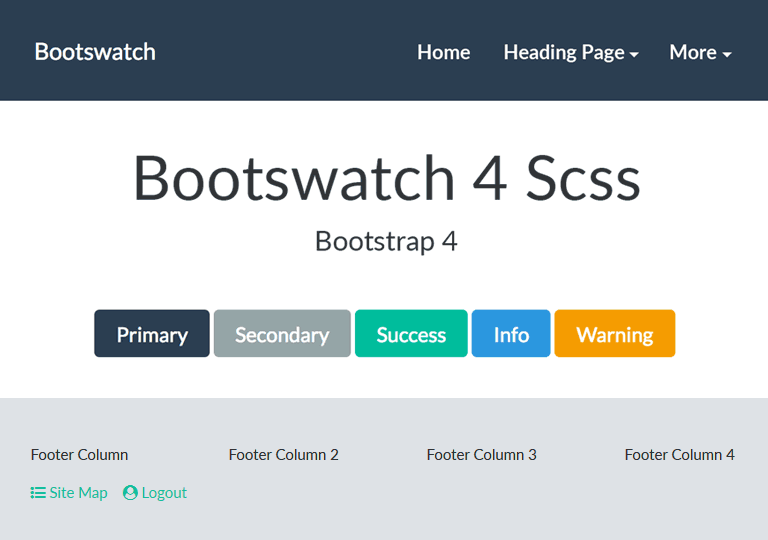 Bootswatch Home Heading Page More
Bootswatch 4 Scss
Bootstrap 4
Primary Secondary Success Info Warning
Footer Column Footer Column 2 Footer Column 3 Footer Column 4
Site Map Logout